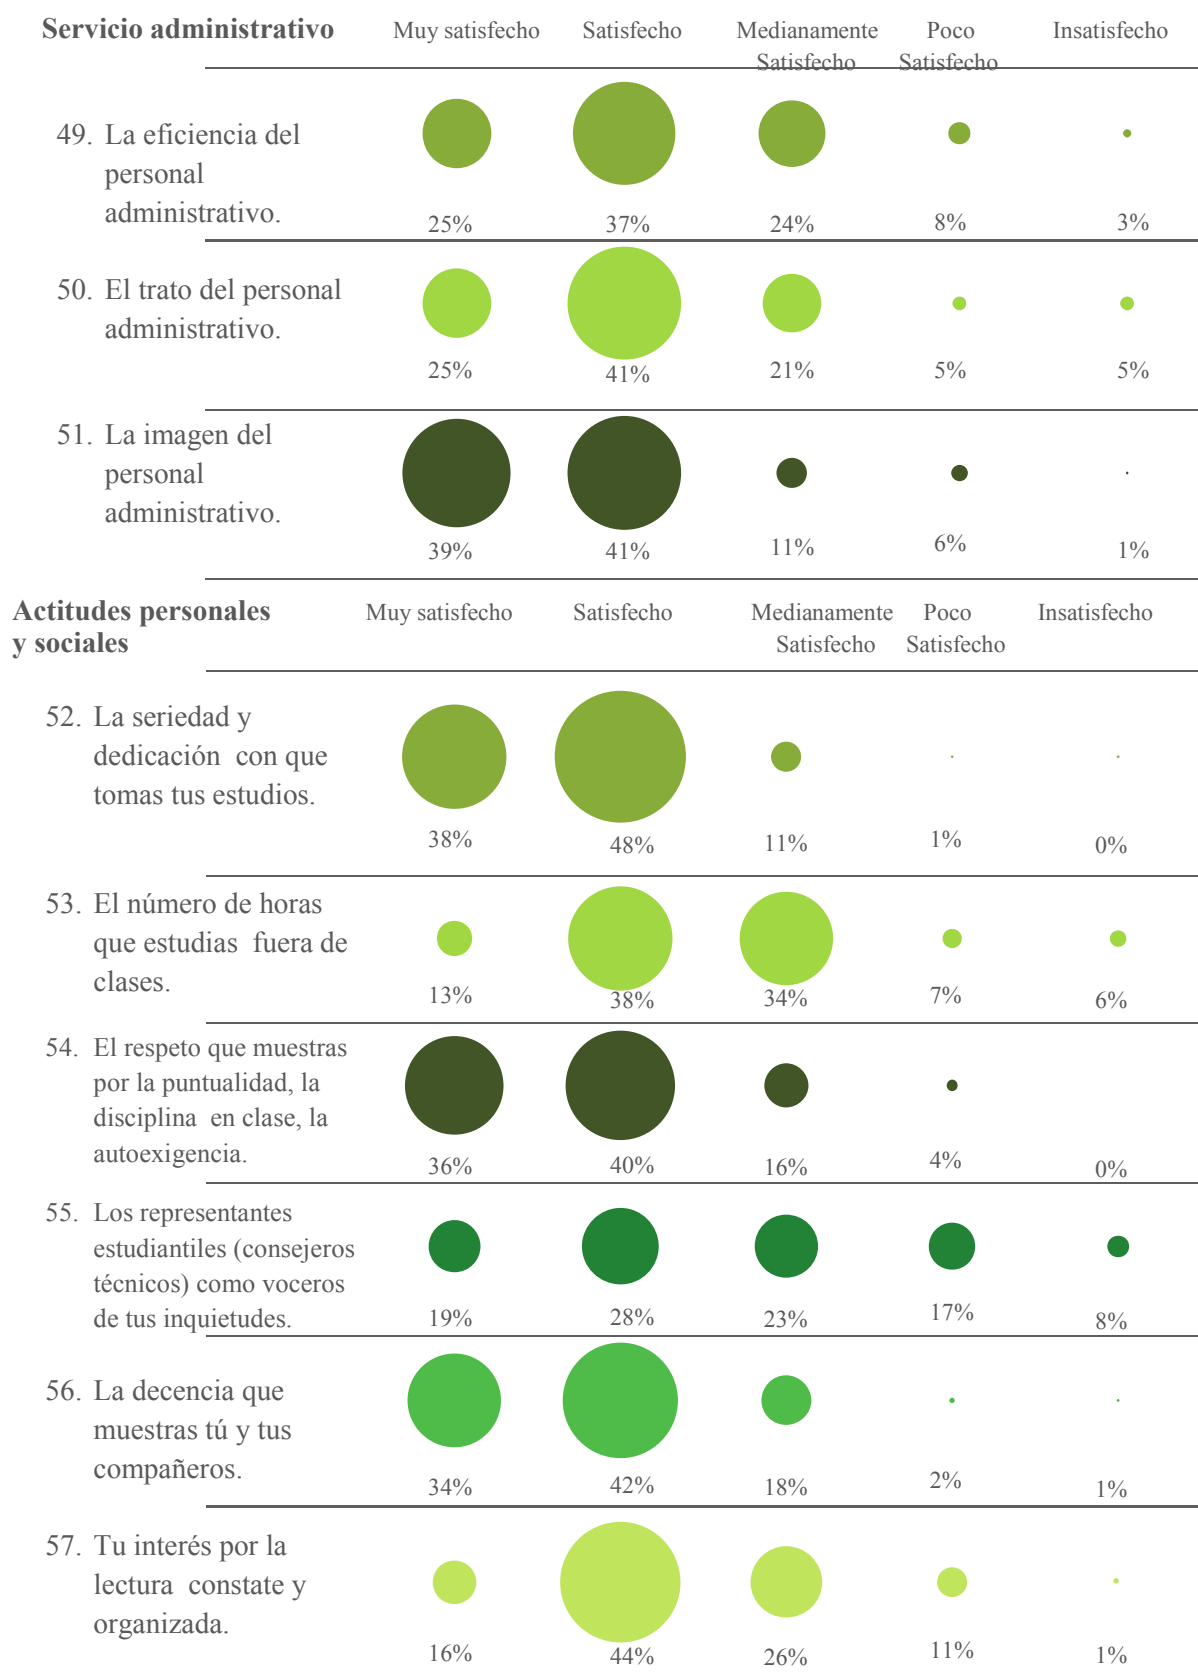 Servicio administrativo Muy satisfecho Satisfecho Medianamente Poco Insatisfecho
Satisfecho Satisfecho
49. La eficiencia del
personal
administrativo.
25% 37% 24% 8% 3%
50. El trato del personal
administrativo.
25% 41% 21% 5% 5%
51. La imagen del
personal
administrativo.
39% 41% 11% 6% 1%
Actitudes personales Muy satisfecho Satisfecho Medianamente Poco Insatisfecho
y sociales Satisfecho Satisfecho
52. La seriedad y
dedicación con que
tomas tus estudios.
38% 48% 11% 1% 0%
53. El número de horas
que estudias fuera de
clases.
13% 38% 34% 7% 6%
54. El respeto que muestras
por la puntualidad, la
disciplina en clase, la
autoexigencia.
36% 40% 16% 4% 0%
55. Los representantes
estudiantiles (consejeros
técnicos) como voceros
de tus inquietudes.
19% 28% 23% 17% 8%
56. La decencia que
muestras tú y tus
compañeros.
34% 42% 18% 2% 1%
57. Tu interés por la
lectura constate y
organizada.
16% 44% 26% 11% 1%